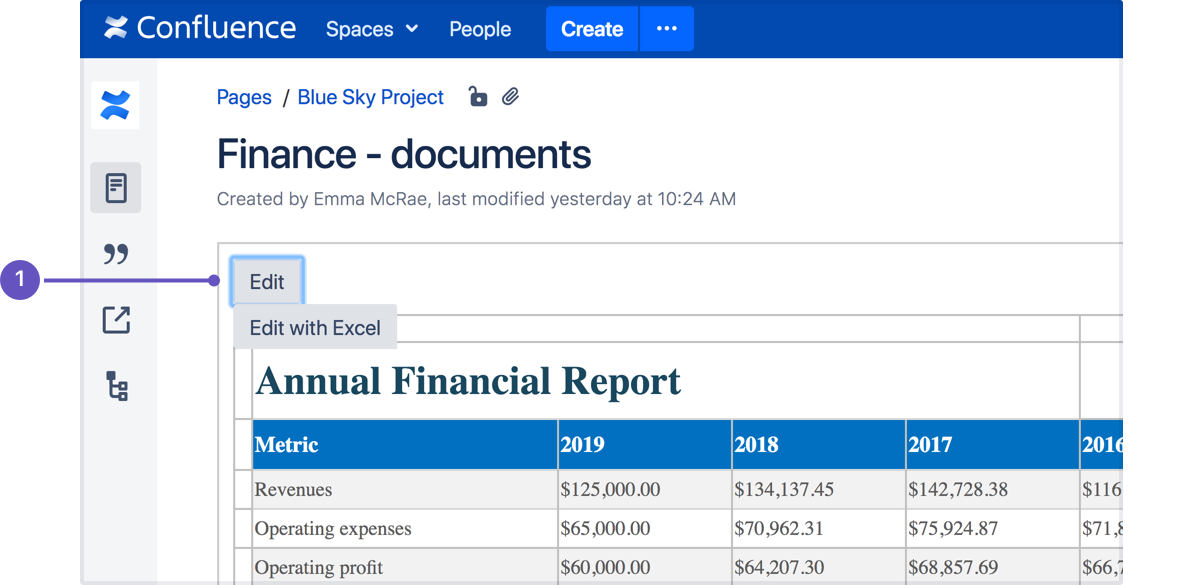 Confluence Spaces People Create
Pages / Blue Sky Project
Finance - documents
Created by Emma McRae, last modified yesterday at 10:24 AM
1
Edit
Edit with Excel
Annual Financial Report
Metric 2019 2018 2017 2016
Revenues $125,000.00 $134,137.45 $142,728.38 $116
Operating expenses $65,000.00 $70,962.31 $75,924.87 $71,8
Operating profit $60,000.00 $64,207.30 $68,857.69 $66,7